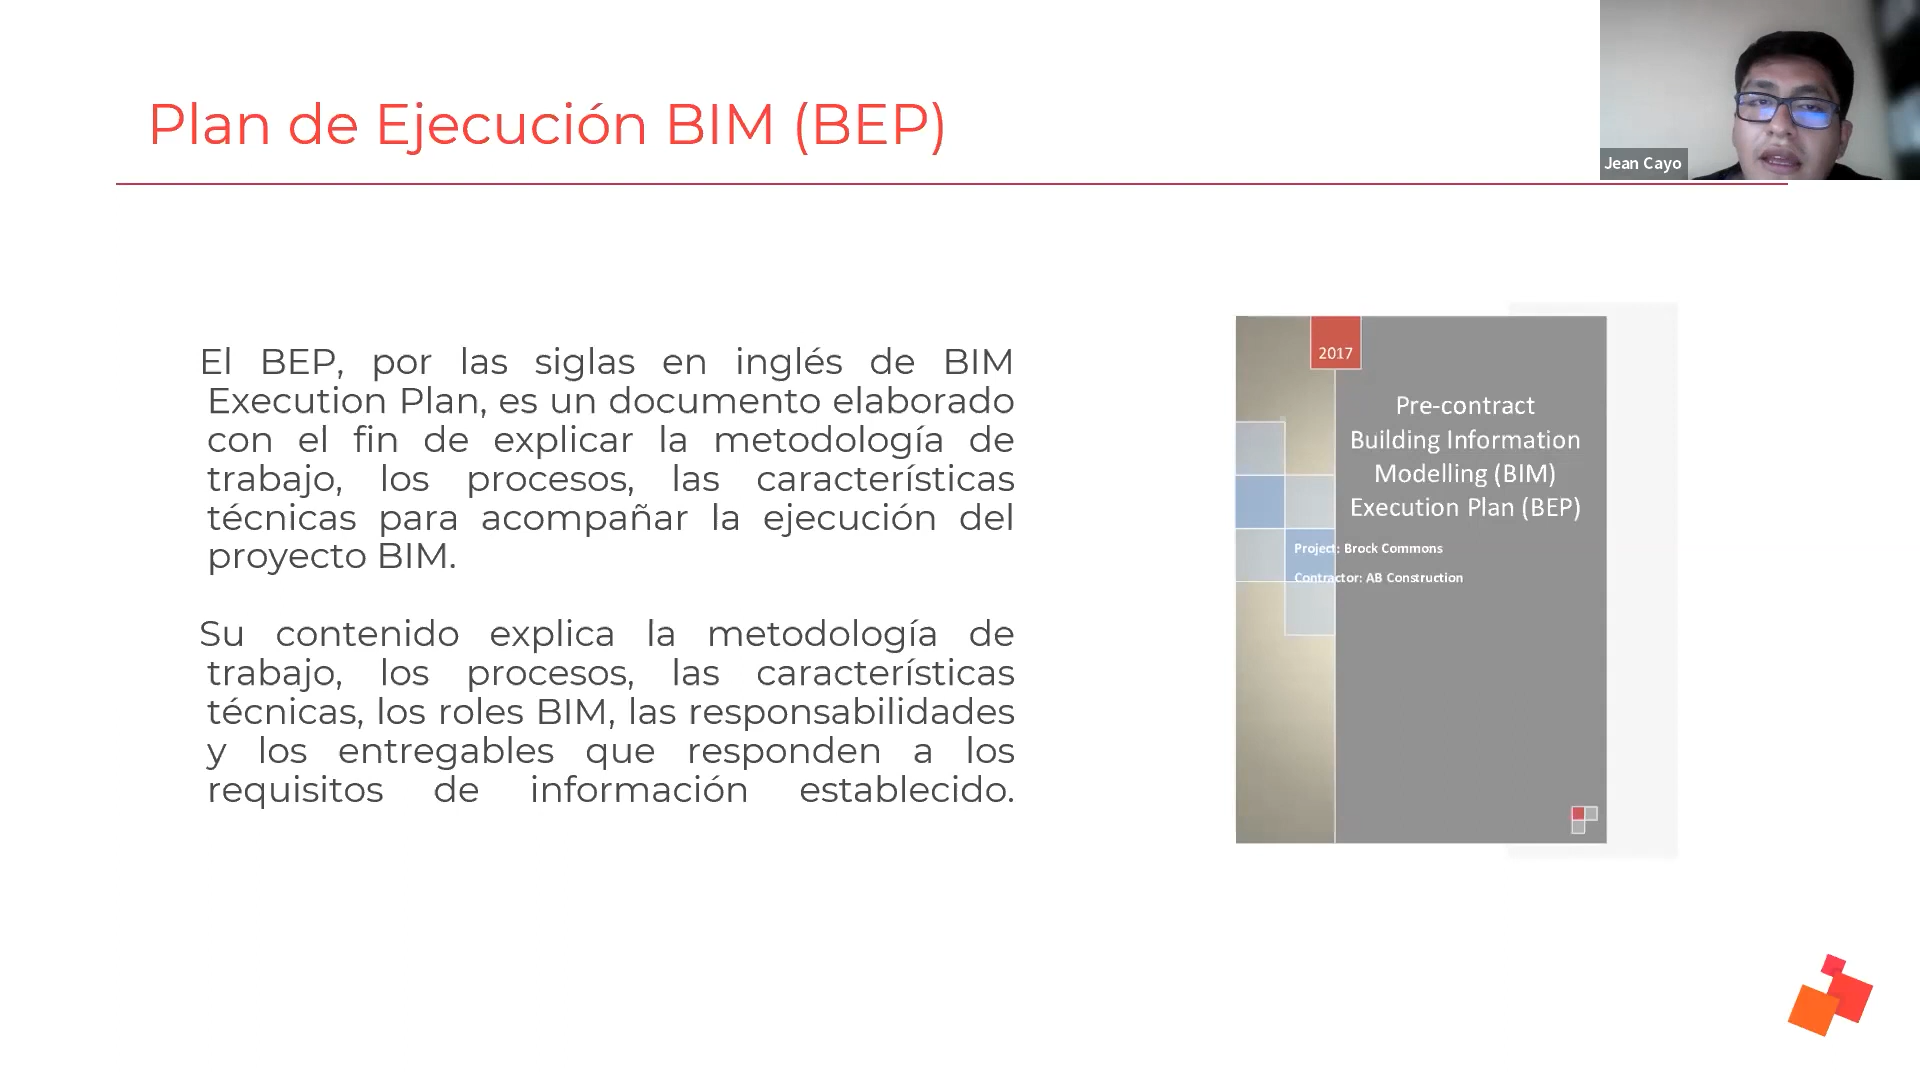 Plan de Ejecución BIM (BEP)
Jean Cayo
El BEP, por las siglas en inglés de BIM
Execution Plan, es un documento elaborado
con el fin de explicar la metodología de
trabajo, los procesos, las características
técnicas para acompañar la ejecución del
proyecto BIM.
Su contenido explica la metodología de
trabajo, los procesos, las características
técnicas, los roles BIM, las responsabilidades
y los entregables que responden a los
requisitos de información establecido.
2017
Pre-contract
Building Information
Modelling (BIM)
Execution Plan (BEP)
Project: Brock Commons
Contractor: AB Construction